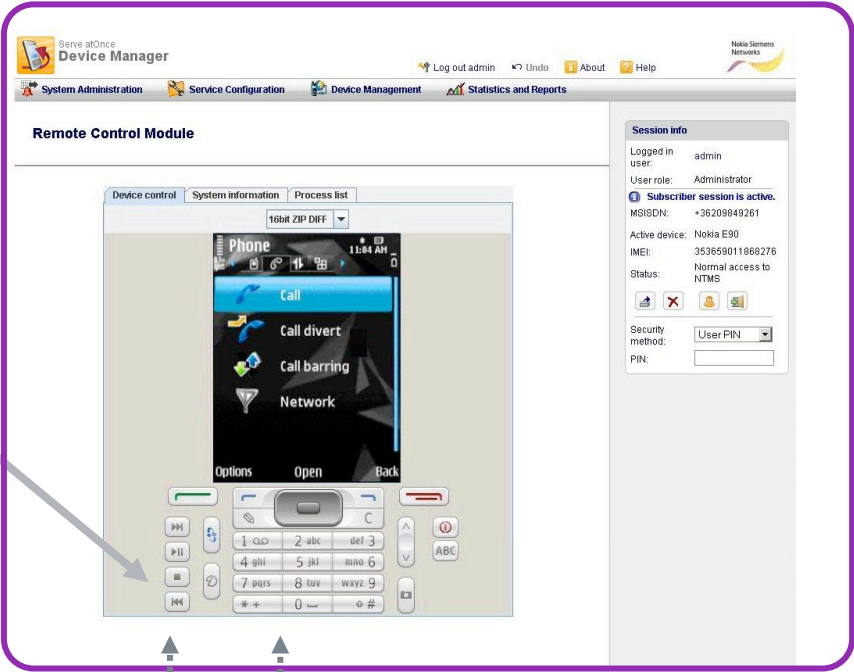 Serve atOnce
Device Manager
Nokia Siemens
Networks
Log out admin Undo About Help
System Administration Service Configuration Device Management Statistics and Reports
Remote Control Module
Session info
Logged in user: admin
User role: Administrator
Subscriber session is active.
MSISDN: +36209849261
Active device: Nokia E90
IMEI: 353659011868276
Status: Normal access to NTMS
Security method: User PIN
PIN:
Device control System information Process list
16bit ZIP DIFF
Phone 11:04 AM
Call
Call divert
Call barring
Network
Options Open Back
C
1 2 abc def 3
4 ghi 5 jkl mno 6
ABC
7 pqrs 8 tuv wxyz 9
* + 0 #